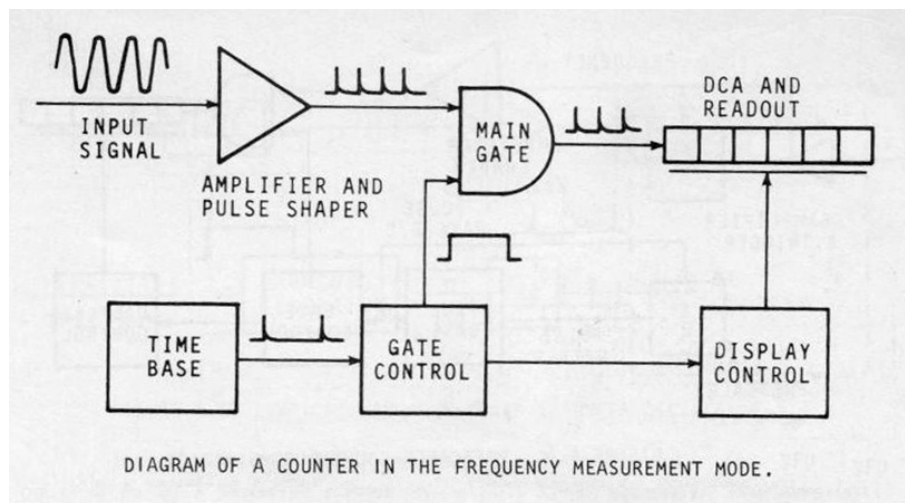 INPUT
SIGNAL
AMPLIFIER AND
PULSE SHAPER
MAIN
GATE
DCA AND
READOUT
TIME
BASE
GATE
CONTROL
DISPLAY
CONTROL
DIAGRAM OF A COUNTER IN THE FREQUENCY MEASUREMENT MODE.